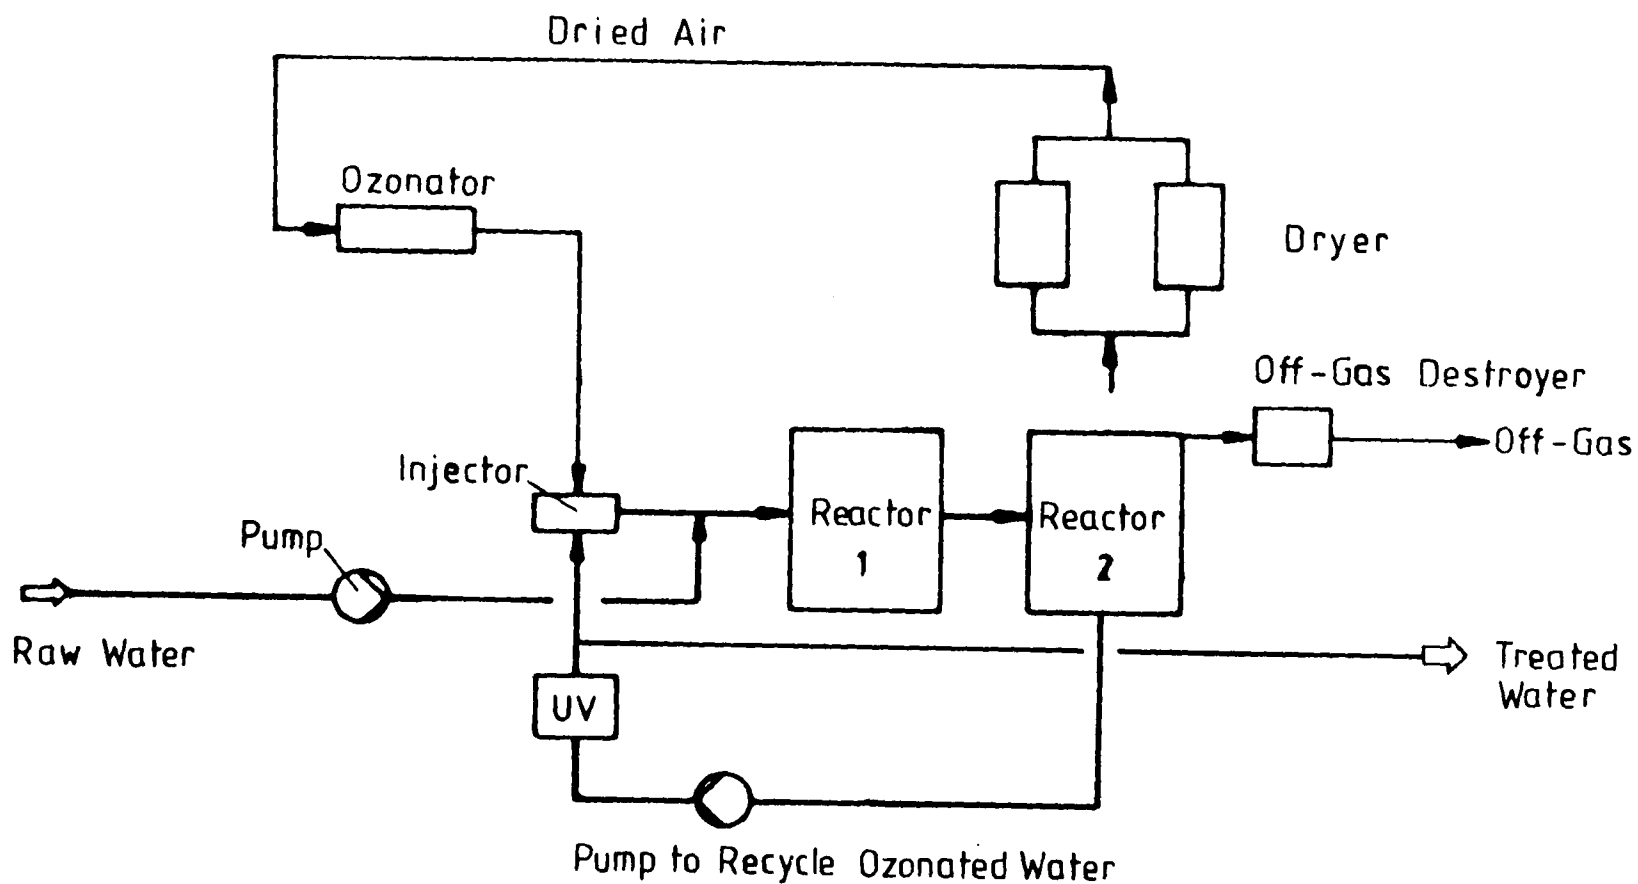 Dried Air
Ozonator
Dryer
Off-Gas Destroyer
Off-Gas
Injector
Reactor
1
Reactor
2
Pump
Raw Water
Treated
Water
UV
Pump to Recycle Ozonated Water